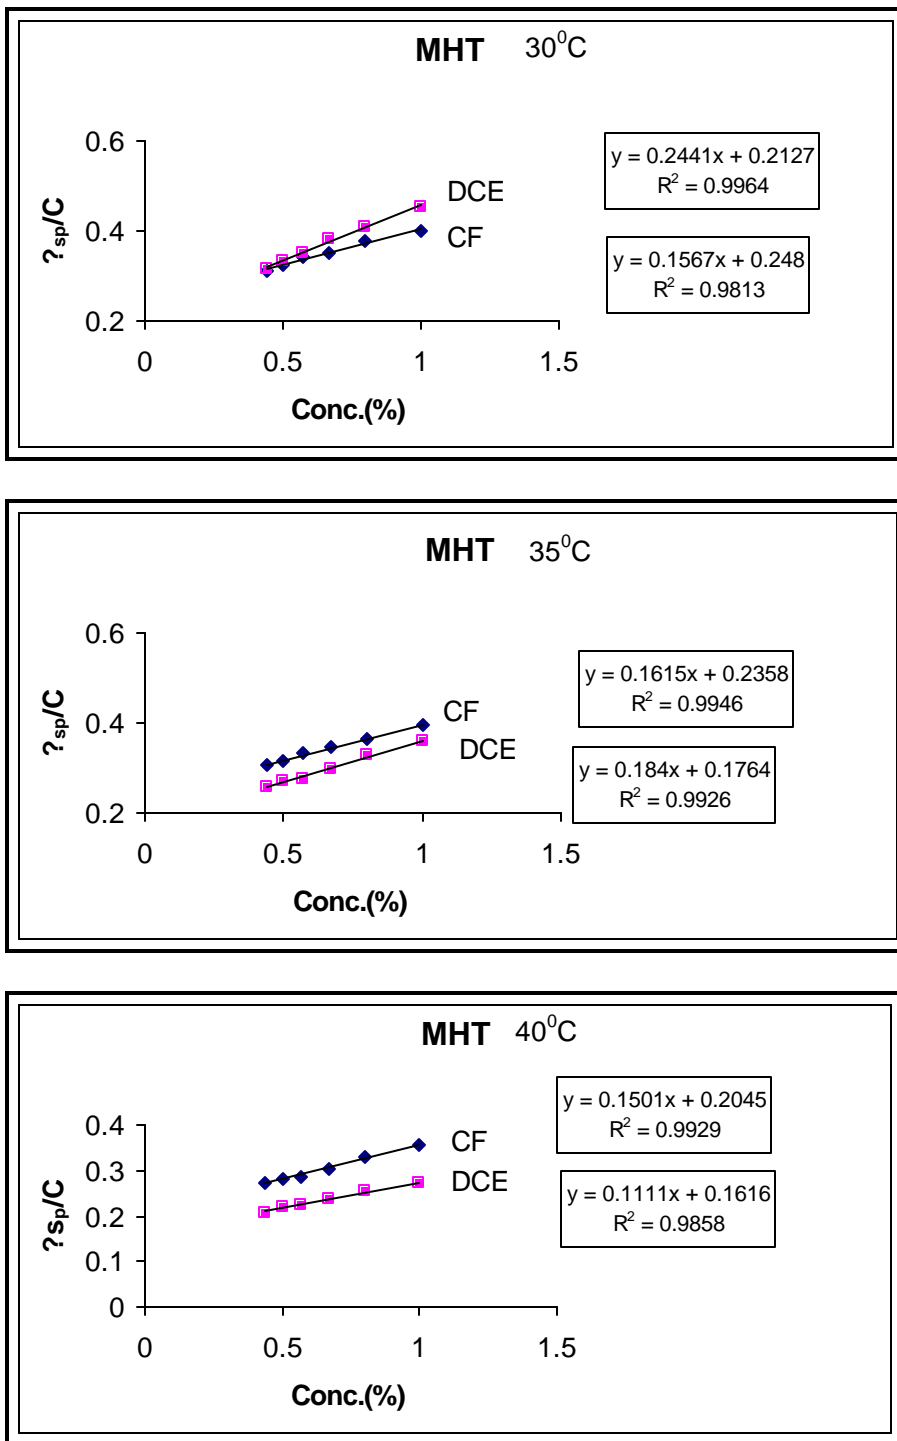 MHT 30⁰C
0.6
0.4
0.2
0 0.5 1 1.5
?sp/C
Conc.(%)
DCE
CF
y = 0.2441x + 0.2127
R² = 0.9964
y = 0.1567x + 0.248
R² = 0.9813
MHT 35⁰C
0.6
0.4
0.2
0 0.5 1 1.5
?sp/C
Conc.(%)
CF
DCE
y = 0.1615x + 0.2358
R² = 0.9946
y = 0.184x + 0.1764
R² = 0.9926
MHT 40⁰C
0.4
0.3
0.2
0.1
0
0 0.5 1 1.5
?sp/C
Conc.(%)
CF
DCE
y = 0.1501x + 0.2045
R² = 0.9929
y = 0.1111x + 0.1616
R² = 0.9858